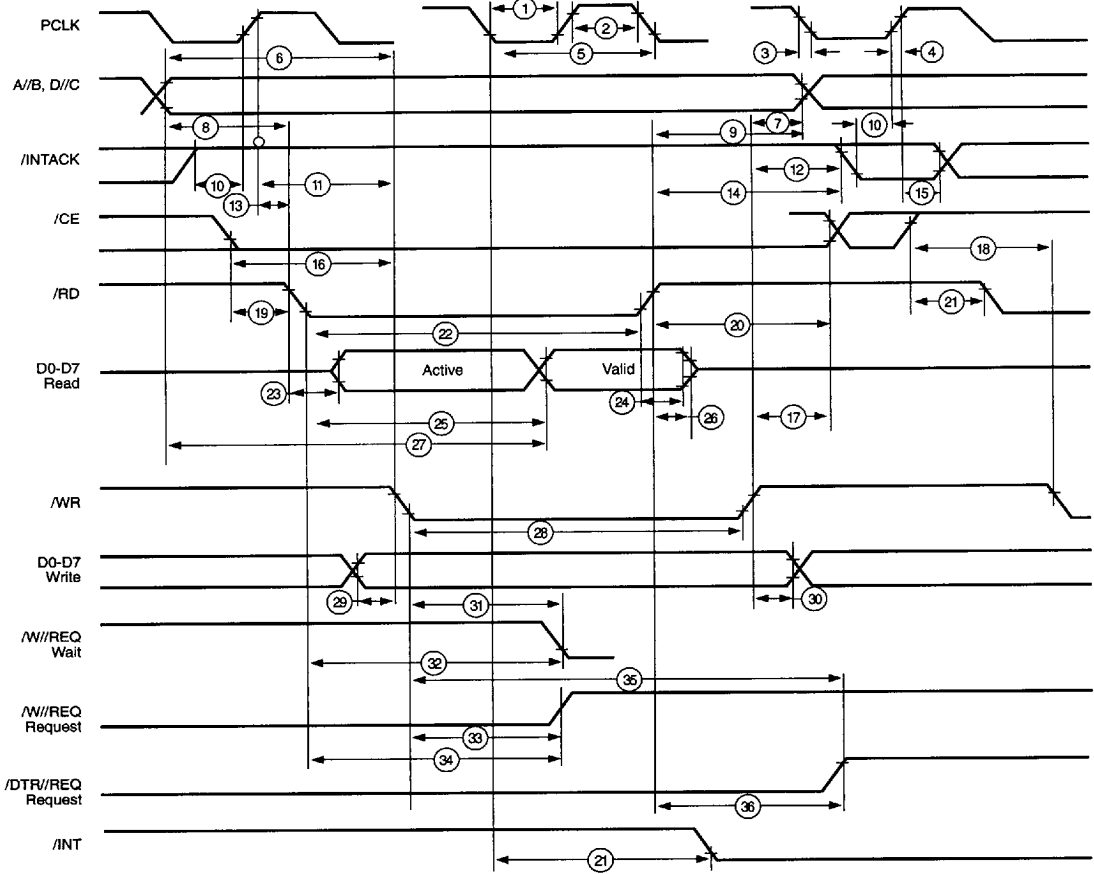 PCLK
1
2
3
4
5
6
A//B, D//C
7
8
9
10
/INTACK
10
11
12
13
14
15
/CE
16
18
/RD
19
20
21
22
D0-D7
Read
Active
Valid
23
24
26
17
25
27
/WR
28
D0-D7
Write
29
30
31
/W//REQ
Wait
32
35
/W//REQ
Request
33
34
/DTR//REQ
Request
36
/INT
21